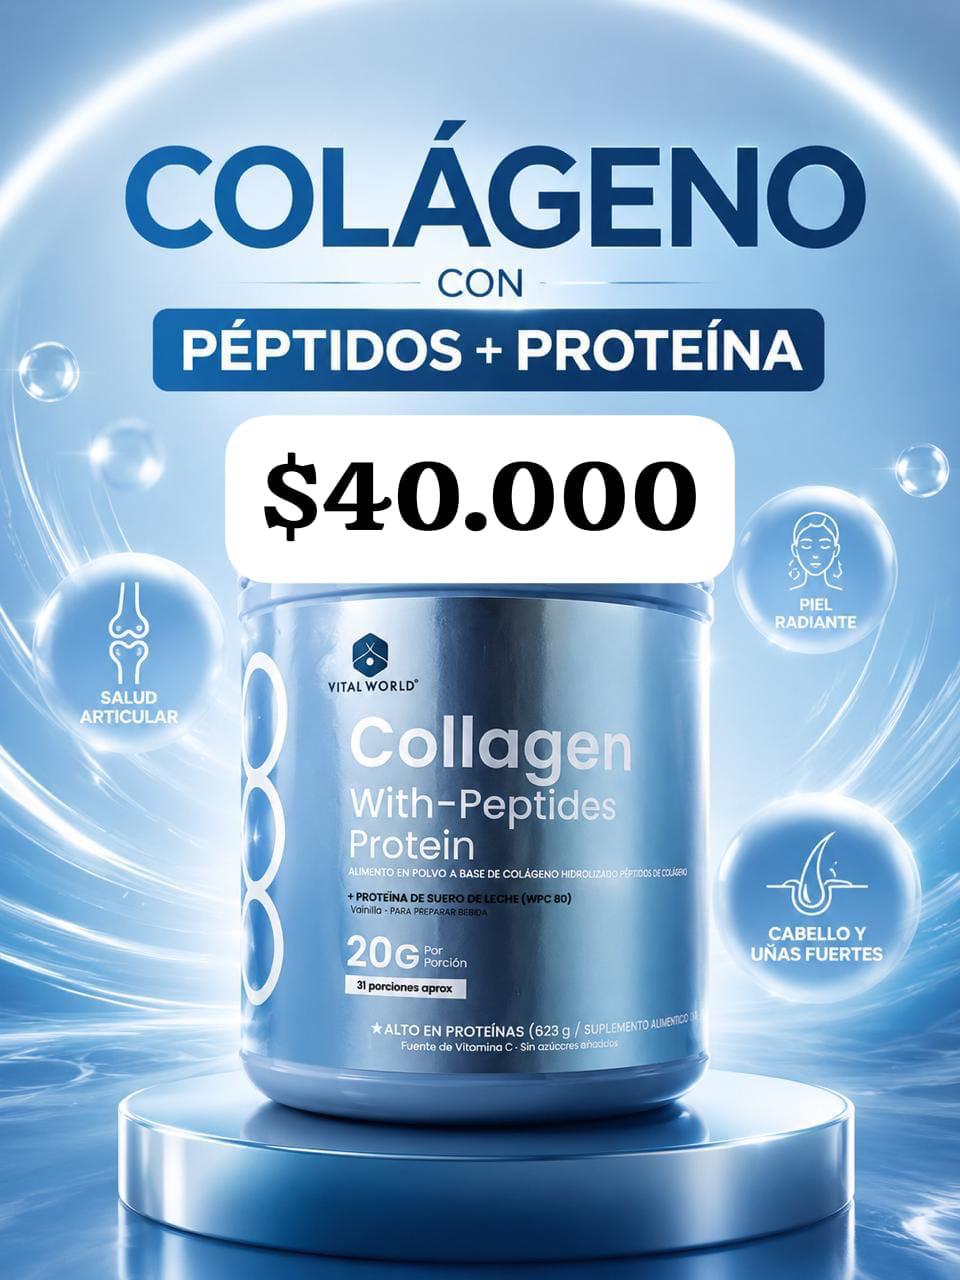 COLÁGENO
CON
PÉPTIDOS + PROTEÍNA
$40.000
PIEL
RADIANTE
SALUD
ARTICULAR
VITAL WORLD®
Collagen
With-Peptides
Protein
ALIMENTO EN POLVO A BASE DE COLÁGENO HIDROLIZADO PÉPTIDOS DE COLÁGENO
+ PROTEÍNA DE SUERO DE LECHE (WPC 80)
Vainilla - PARA PREPARAR BEBIDA
CABELLO Y
UÑAS FUERTES
20G Por
Porción
31 porciones aprox
★ALTO EN PROTEÍNAS (623 g / SUPLEMENTO ALIMENTICIO
Fuente de Vitamina C - Sin azúcares añadidos